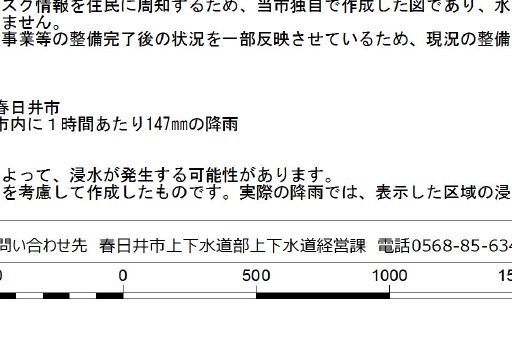 スク情報を住民に周知するため、当市独自で作成した図であり、水
ません。
事業等の整備完了後の状況を一部反映させているため、現況の整備
春日井市
市内に１時間あたり147㎜の降雨
よって、浸水が発生する可能性があります。
を考慮して作成したものです。実際の降雨では、表示した区域の浸
問い合わせ先 春日井市上下水道部上下水道経営課 電話0568-85-634
0 0 500 1000 15